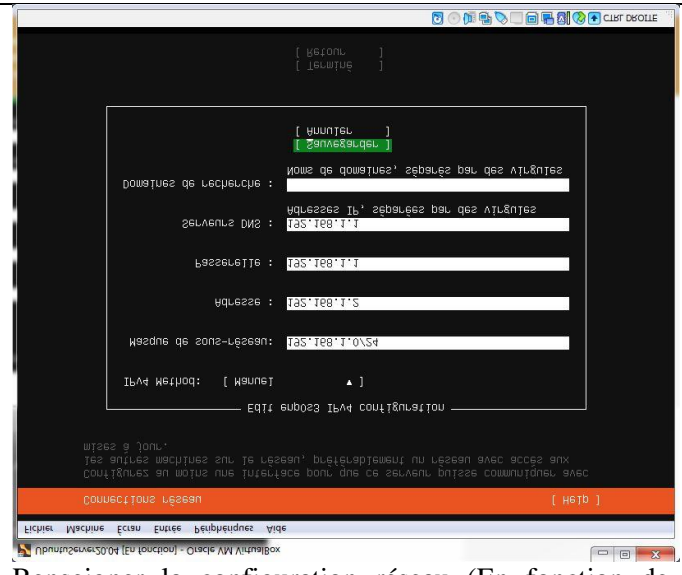 UbuntuServer20.04 [En fonction] - Oracle VM VirtualBox
Fichier Machine Écran Entrée Périphériques Aide
Connections réseau [ Help ]
Configurez au moins une interface pour que ce serveur puisse communiquer avec
les autres machines sur le réseau, préférablement un réseau avec accès aux
mises à jour.
Edit enp0s3 IPv4 configuration
IPv4 Method: [ Manuel ▾ ]
Masque de sous-réseau: 192.168.1.0/24
Adresse : 192.168.1.2
Passerelle : 192.168.1.1
Serveurs DNS : 192.168.1.1
Adresses IP, séparées par des virgules
Domaines de recherche :
Noms de domaines, séparés par des virgules
[ Sauvegarder ]
[ Annuler ]
[ Terminé ]
[ Retour ]
CTRL DROITE
Renseigner la configuration réseau (En fonction de